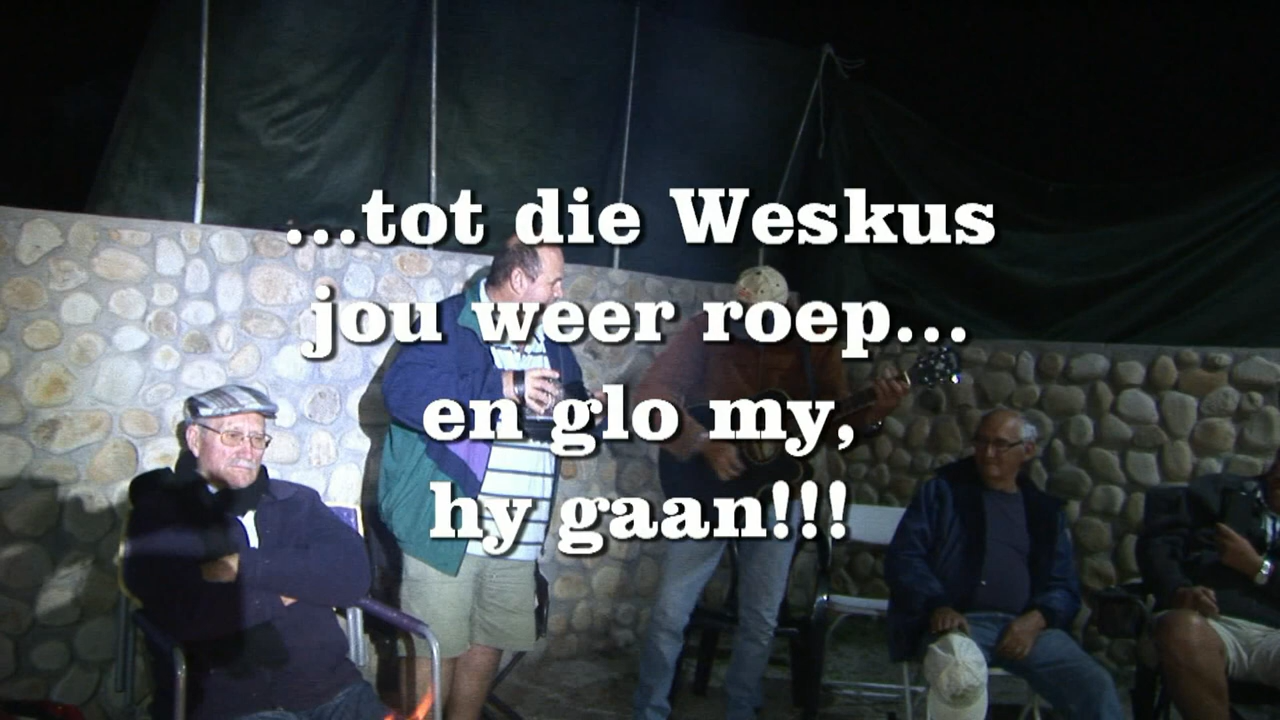 ...tot die Weskus
jou weer roep...
en glo my,
hy gaan!!!